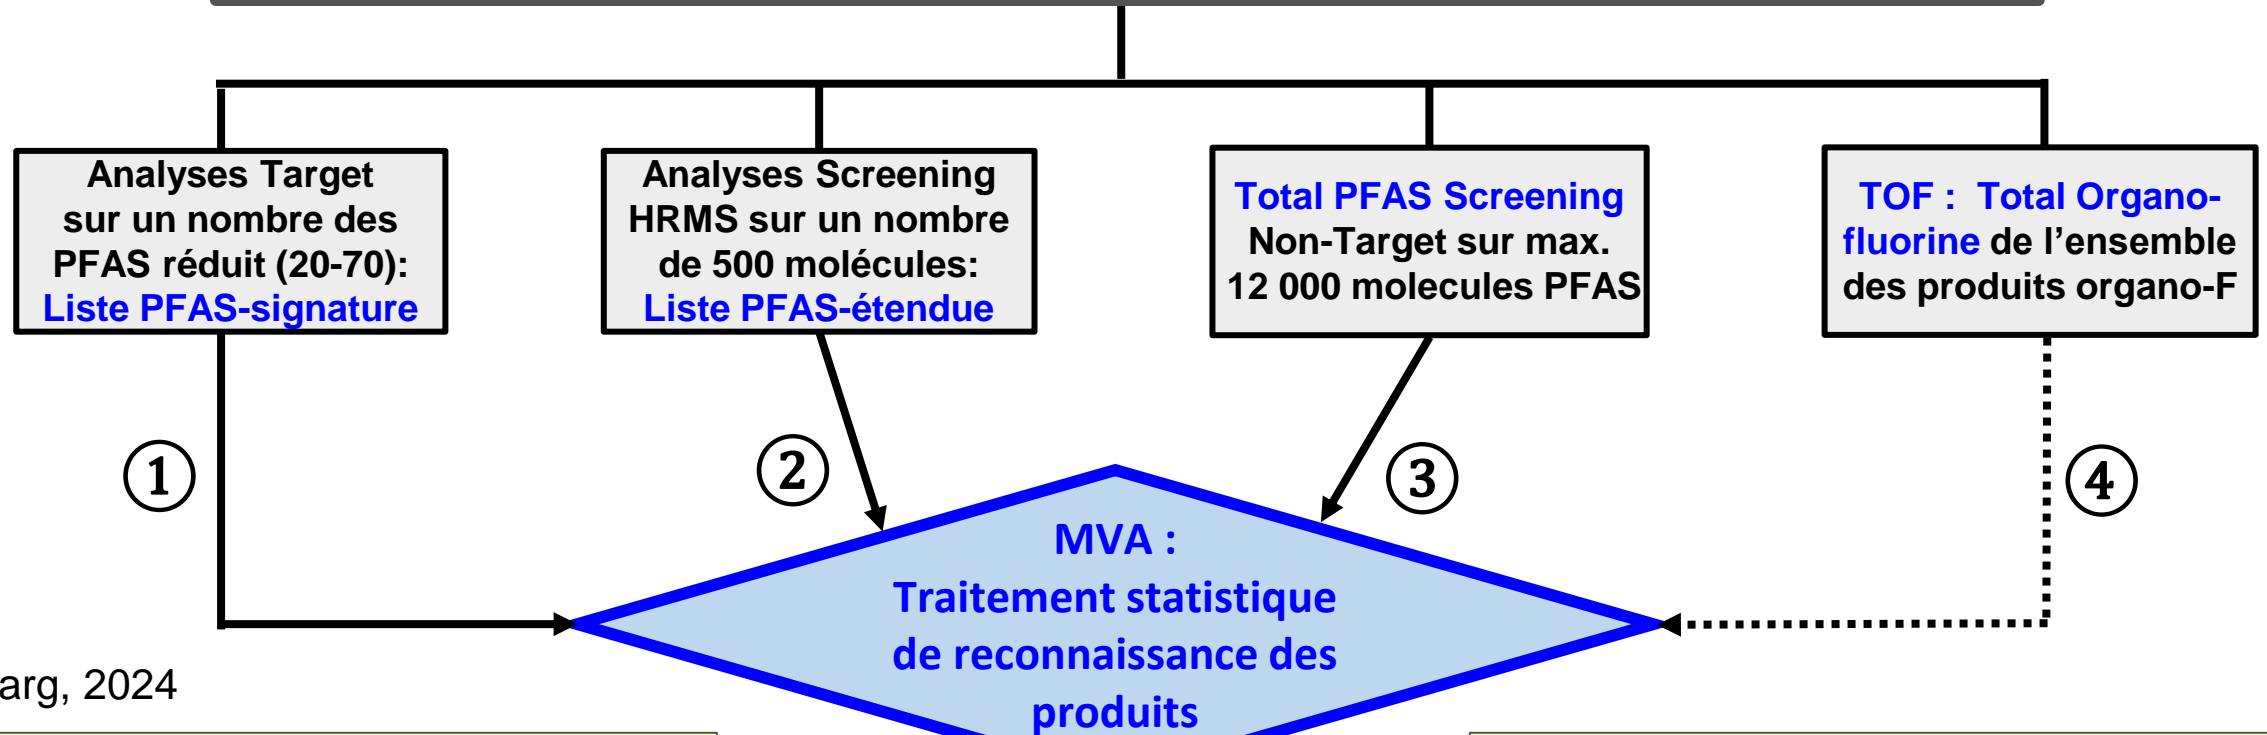 Analyses Target
sur un nombre des
PFAS réduit (20-70):
Liste PFAS-signature
Analyses Screening
HRMS sur un nombre
de 500 molécules:
Liste PFAS-étendue
Total PFAS Screening
Non-Target sur max.
12 000 molecules PFAS
TOF : Total Organo-
fluorine de l’ensemble
des produits organo-F
①
②
③
④
MVA :
Traitement statistique
de reconnaissance des
produits
arg, 2024